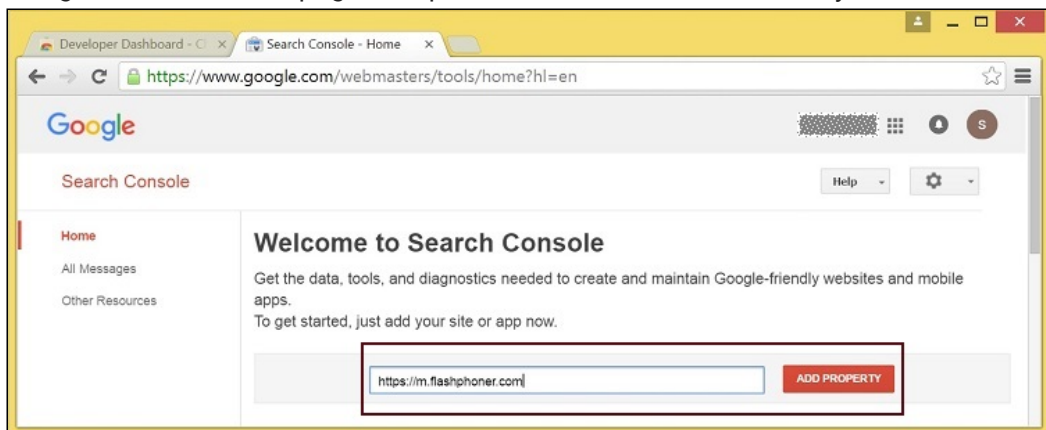 Developer Dashboard - C
Search Console - Home
https://www.google.com/webmasters/tools/home?hl=en
Google
S
Search Console
Help
Home
All Messages
Other Resources
Welcome to Search Console
Get the data, tools, and diagnostics needed to create and maintain Google-friendly websites and mobile
apps.
To get started, just add your site or app now.
https://m.flashphoner.com
ADD PROPERTY